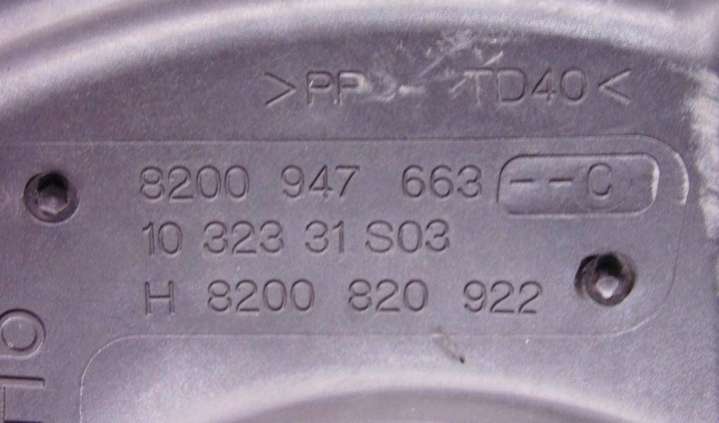 >PP - TD40<
8200 947 663 --C
10 323 31 S03
H 8200 820 922